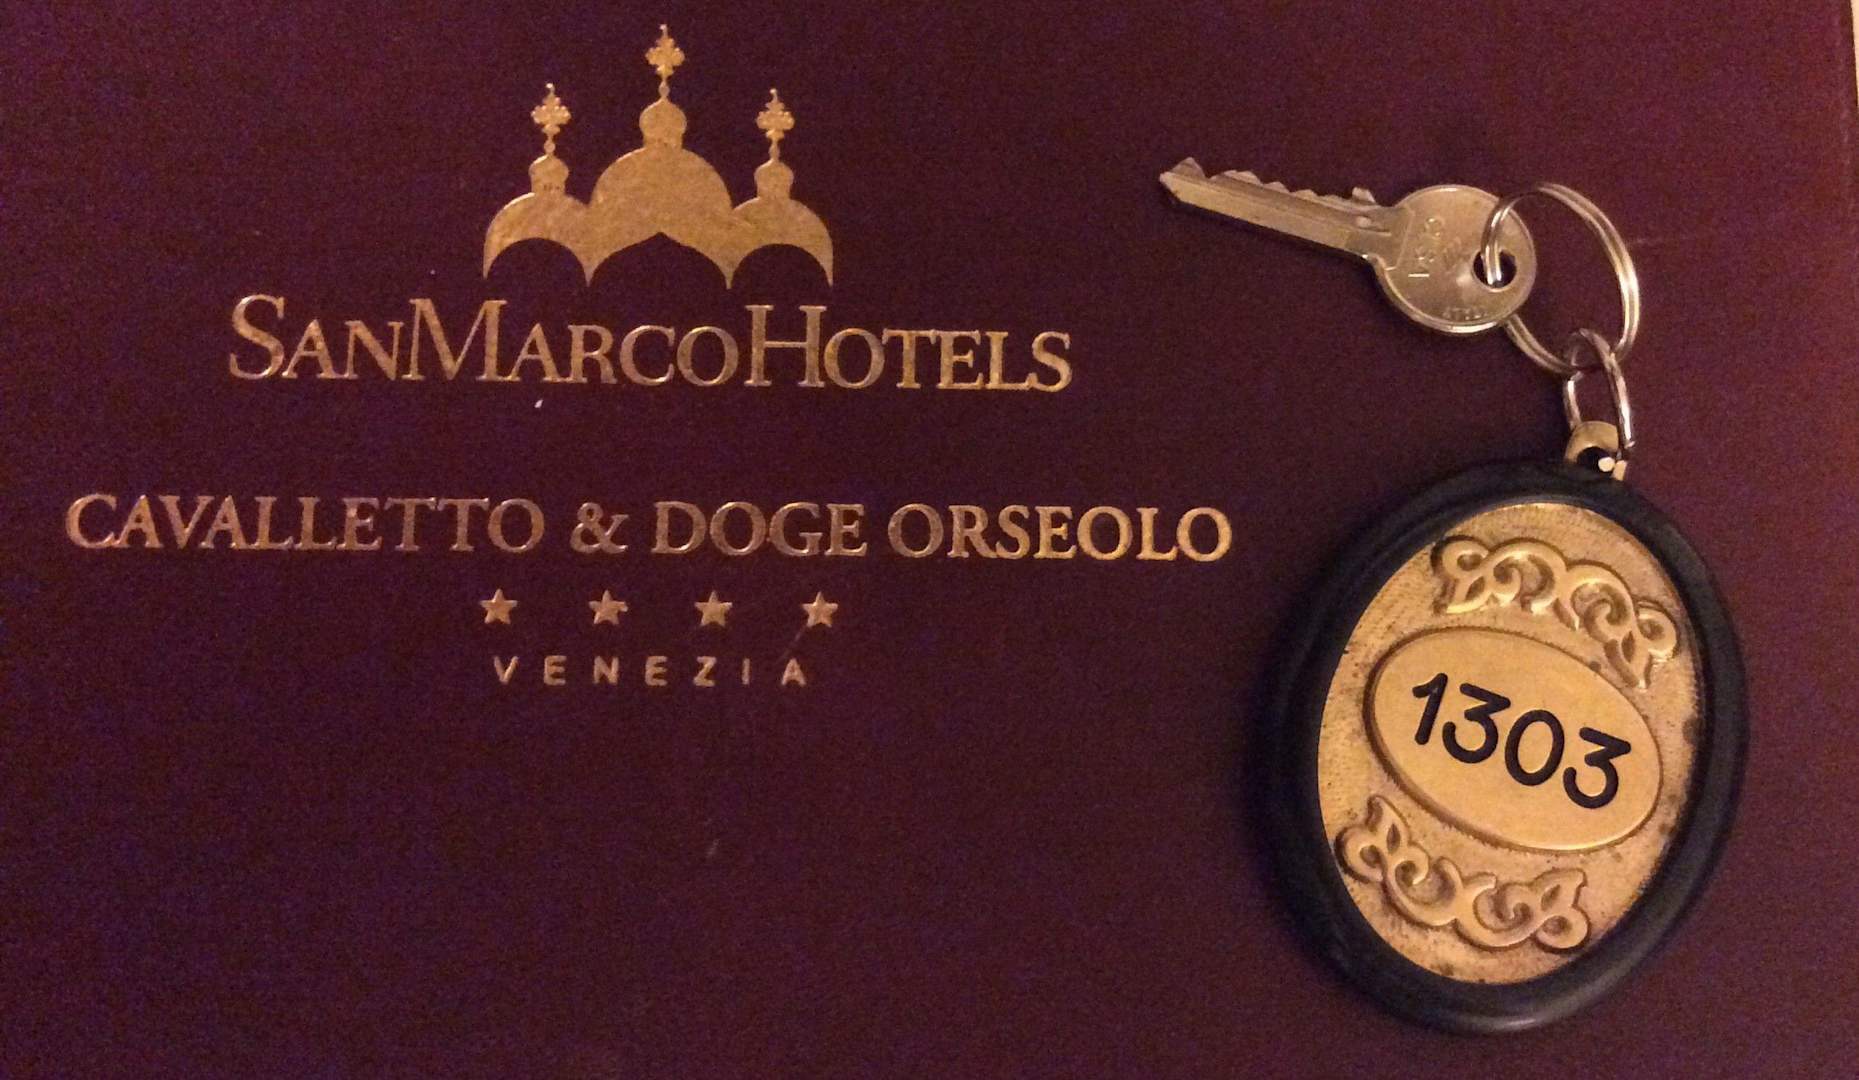 SANMARCOHOTELS
CAVALLETTO & DOGE ORSEOLO
VENEZIA
1303